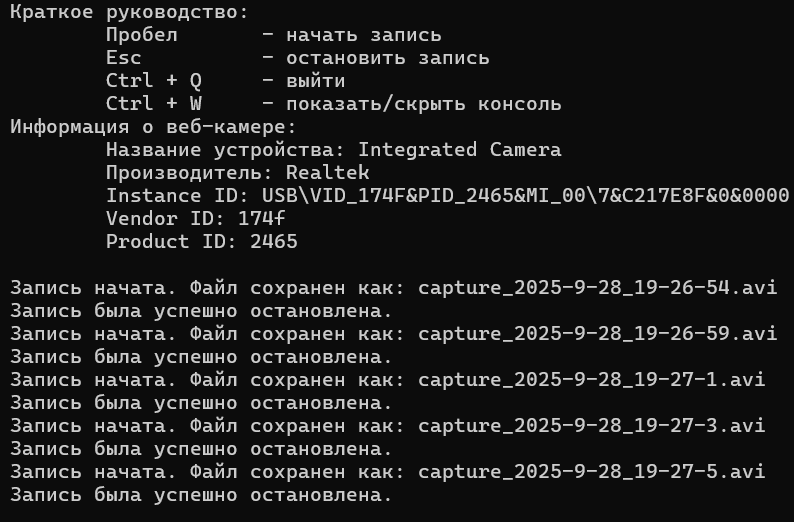 Краткое руководство:
Пробел - начать запись
Esc - остановить запись
Ctrl + Q - выйти
Ctrl + W - показать/скрыть консоль
Информация о веб-камере:
Название устройства: Integrated Camera
Производитель: Realtek
Instance ID: USB\VID_174F&PID_2465&MI_00\7&C217E8F&0&0000
Vendor ID: 174f
Product ID: 2465
Запись начата. Файл сохранен как: capture_2025-9-28_19-26-54.avi
Запись была успешно остановлена.
Запись начата. Файл сохранен как: capture_2025-9-28_19-26-59.avi
Запись была успешно остановлена.
Запись начата. Файл сохранен как: capture_2025-9-28_19-27-1.avi
Запись была успешно остановлена.
Запись начата. Файл сохранен как: capture_2025-9-28_19-27-3.avi
Запись была успешно остановлена.
Запись начата. Файл сохранен как: capture_2025-9-28_19-27-5.avi
Запись была успешно остановлена.